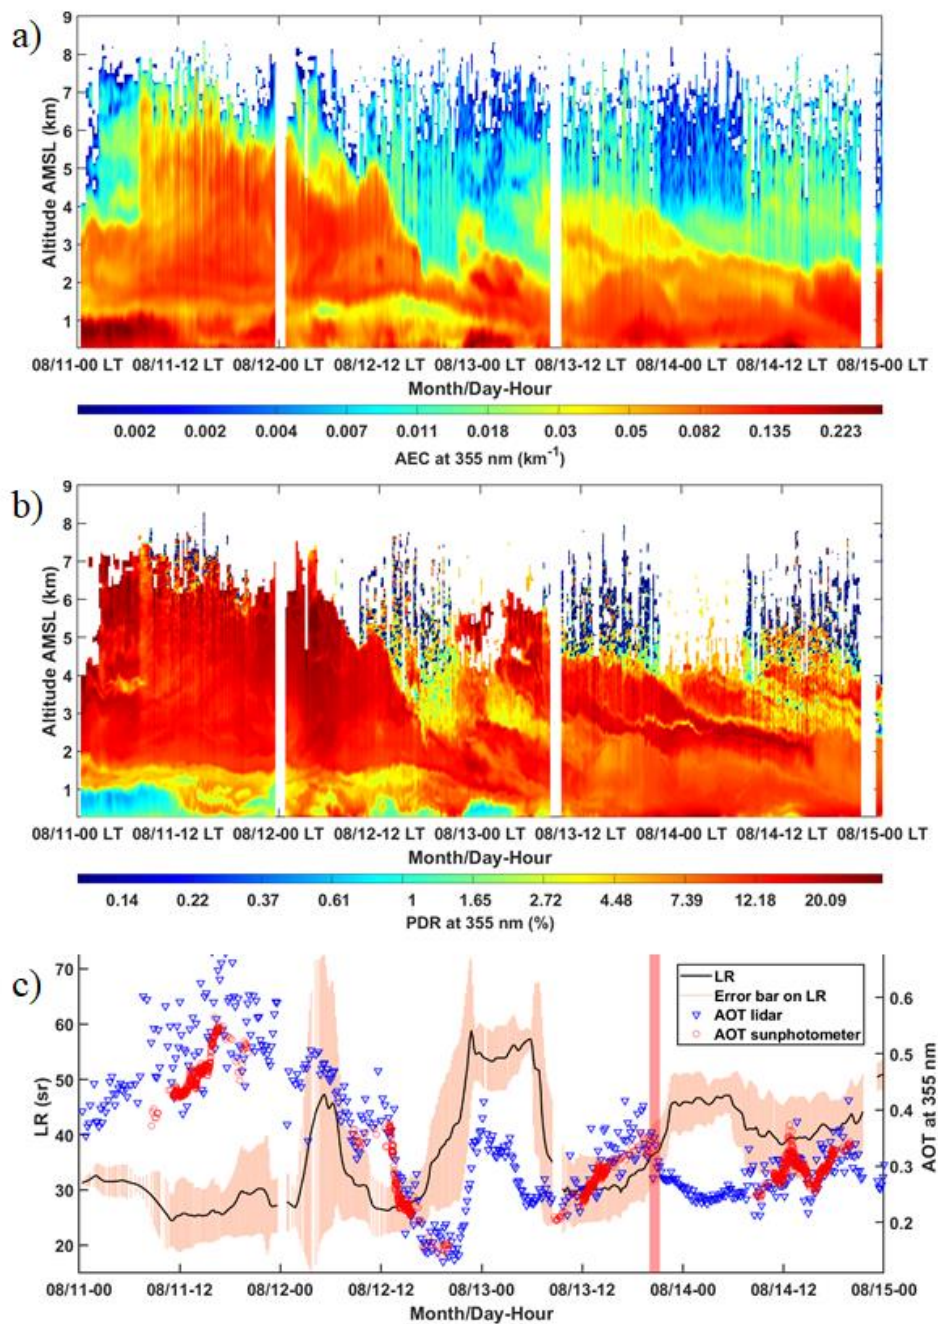 a)
9
8
7
6
5
4
3
2
1
Altitude AMSL (km)
08/11-00 LT 08/11-12 LT 08/12-00 LT 08/12-12 LT 08/13-00 LT 08/13-12 LT 08/14-00 LT 08/14-12 LT 08/15-00 LT
Month/Day-Hour
0.002 0.002 0.004 0.007 0.011 0.018 0.03 0.05 0.082 0.135 0.223
AEC at 355 nm (km-1)
b)
9
8
7
6
5
4
3
2
1
Altitude AMSL (km)
08/11-00 LT 08/11-12 LT 08/12-00 LT 08/12-12 LT 08/13-00 LT 08/13-12 LT 08/14-00 LT 08/14-12 LT 08/15-00 LT
Month/Day-Hour
0.14 0.22 0.37 0.61 1 1.65 2.72 4.48 7.39 12.18 20.09
PDR at 355 nm (%)
c)
70
60
50
40
30
20
LR (sr)
LR
Error bar on LR
AOT lidar
AOT sunphotometer
0.6
0.5
0.4
0.3
0.2
AOT at 355 nm
08/11-00 08/11-12 08/12-00 08/12-12 08/13-00 08/13-12 08/14-00 08/14-12 08/15-00
Month/Day-Hour